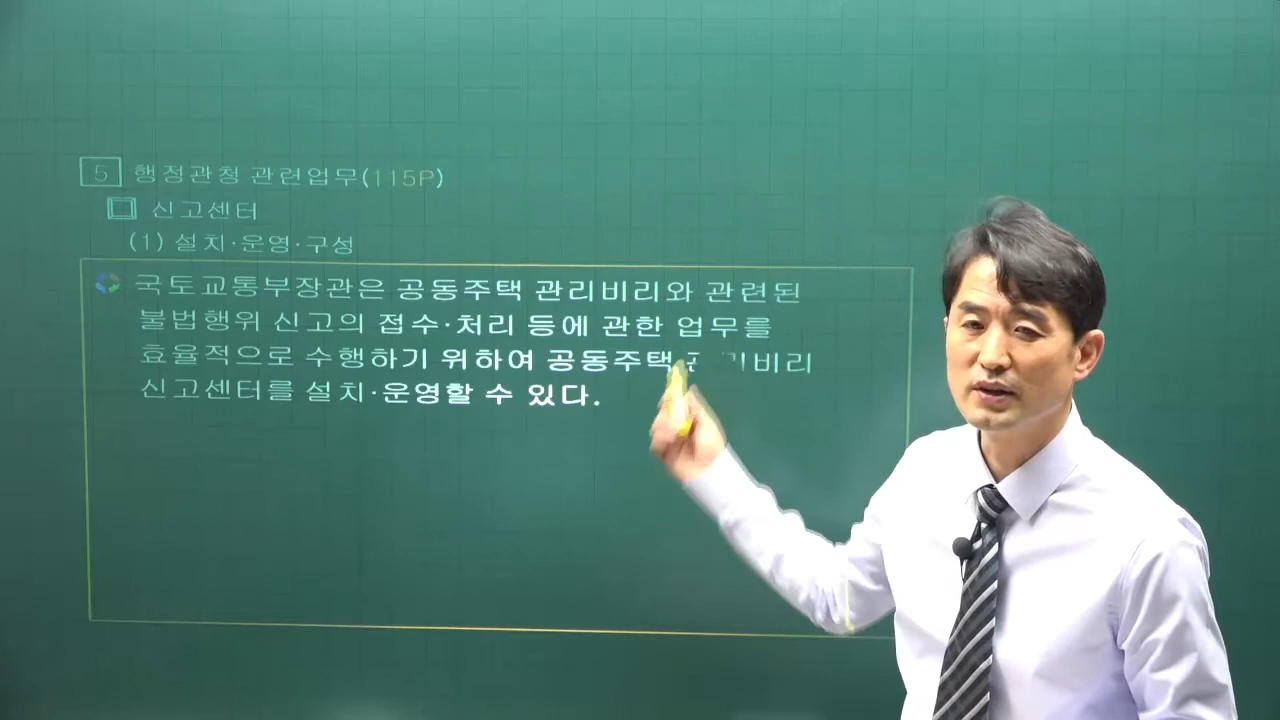 5 행정관청 관련업무(115P)
신고센터
(1) 설치·운영·구성
국토교통부장관은 공동주택 관리비리와 관련된
불법행위 신고의 접수·처리 등에 관한 업무를
효율적으로 수행하기 위하여 공동주택 리비리
신고센터를 설치·운영할 수 있다.